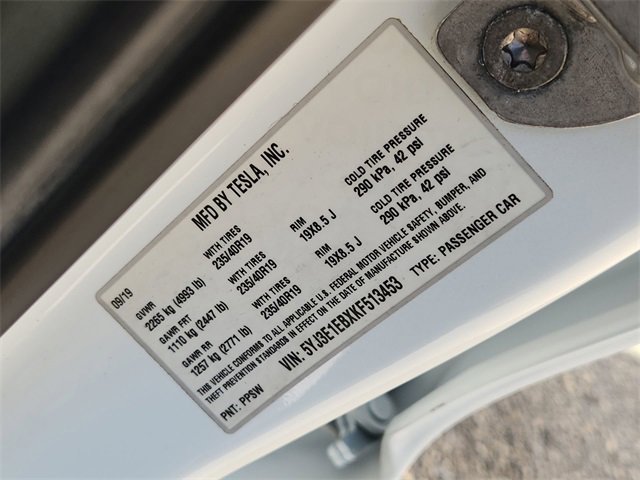 MFD BY TESLA, INC.
09/19
GVWR WITH TIRES RIM COLD TIRE PRESSURE
2265 kg (4993 lb) 235/40R19 19X8.5 J 290 kPa, 42 psi
GAWR FRT WITH TIRES RIM COLD TIRE PRESSURE
1110 kg (2447 lb) 235/40R19 19X8.5 J 290 kPa, 42 psi
GAWR RR WITH TIRES
1257 kg (2771 lb) 235/40R19
THIS VEHICLE CONFORMS TO ALL APPLICABLE U.S. FEDERAL MOTOR VEHICLE SAFETY, BUMPER, AND
THEFT PREVENTION STANDARDS IN EFFECT ON THE DATE OF MANUFACTURE SHOWN ABOVE.
VIN: 5YJ3E1EBXKF513453 TYPE: PASSENGER CAR
PNT: PPSW